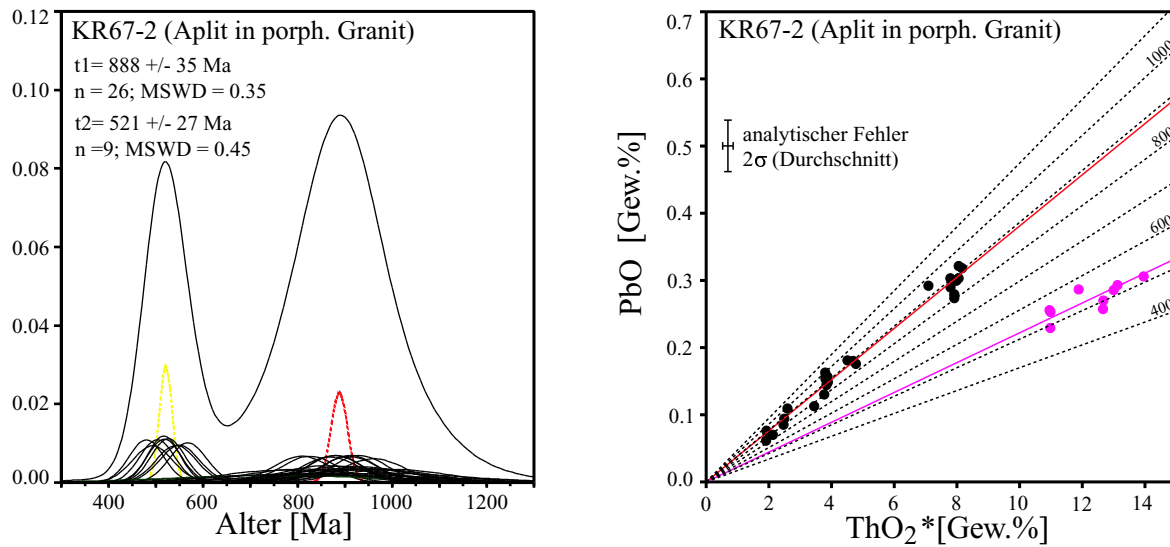 KR67-2 (Aplit in porph. Granit)
t1= 888 +/- 35 Ma
n = 26; MSWD = 0.35
t2= 521 +/- 27 Ma
n =9; MSWD = 0.45
0.12
0.10
0.08
0.06
0.04
0.02
0.00
400
600
800
1000
1200
Alter [Ma]
KR67-2 (Aplit in porph. Granit)
analytischer Fehler
2σ (Durchschnitt)
PbO [Gew.%]
0.7
0.6
0.5
0.4
0.3
0.2
0.1
0.0
1000
800
600
400
0
2
4
6
8
10
12
14
ThO2*[Gew.%]